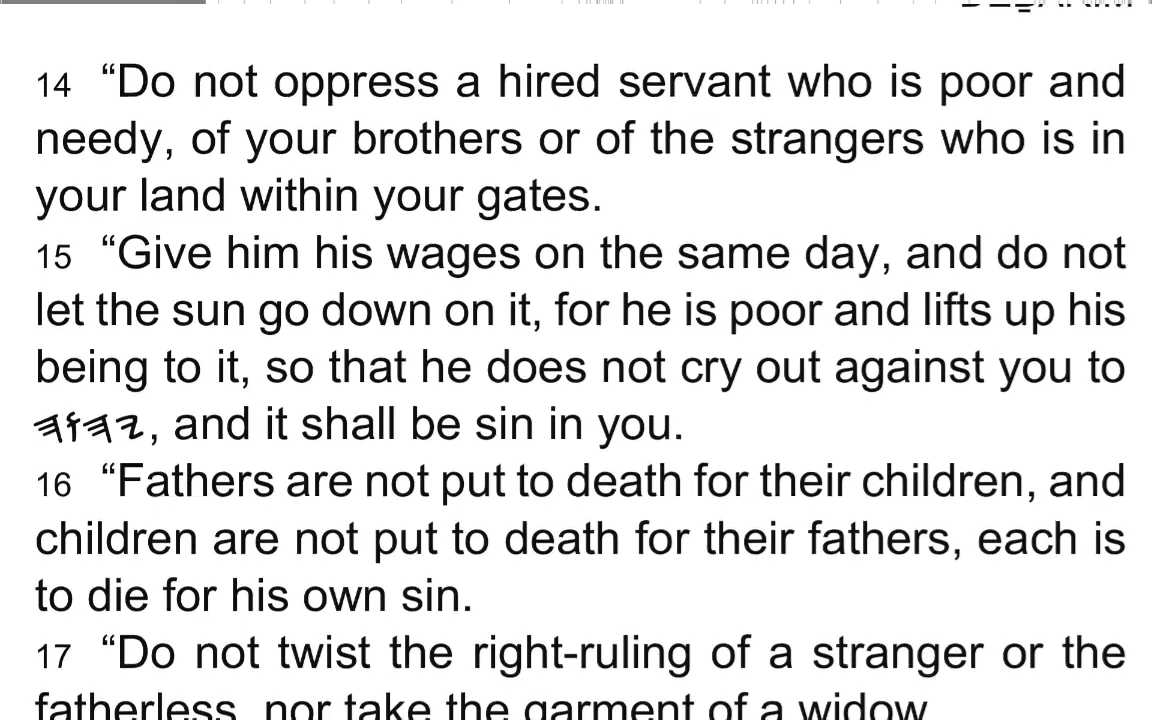 14 “Do not oppress a hired servant who is poor and
needy, of your brothers or of the strangers who is in
your land within your gates.
15 “Give him his wages on the same day, and do not
let the sun go down on it, for he is poor and lifts up his
being to it, so that he does not cry out against you to
𐤉𐤄𐤅𐤄, and it shall be sin in you.
16 “Fathers are not put to death for their children, and
children are not put to death for their fathers, each is
to die for his own sin.
17 “Do not twist the right-ruling of a stranger or the
fatherless, nor take the garment of a widow